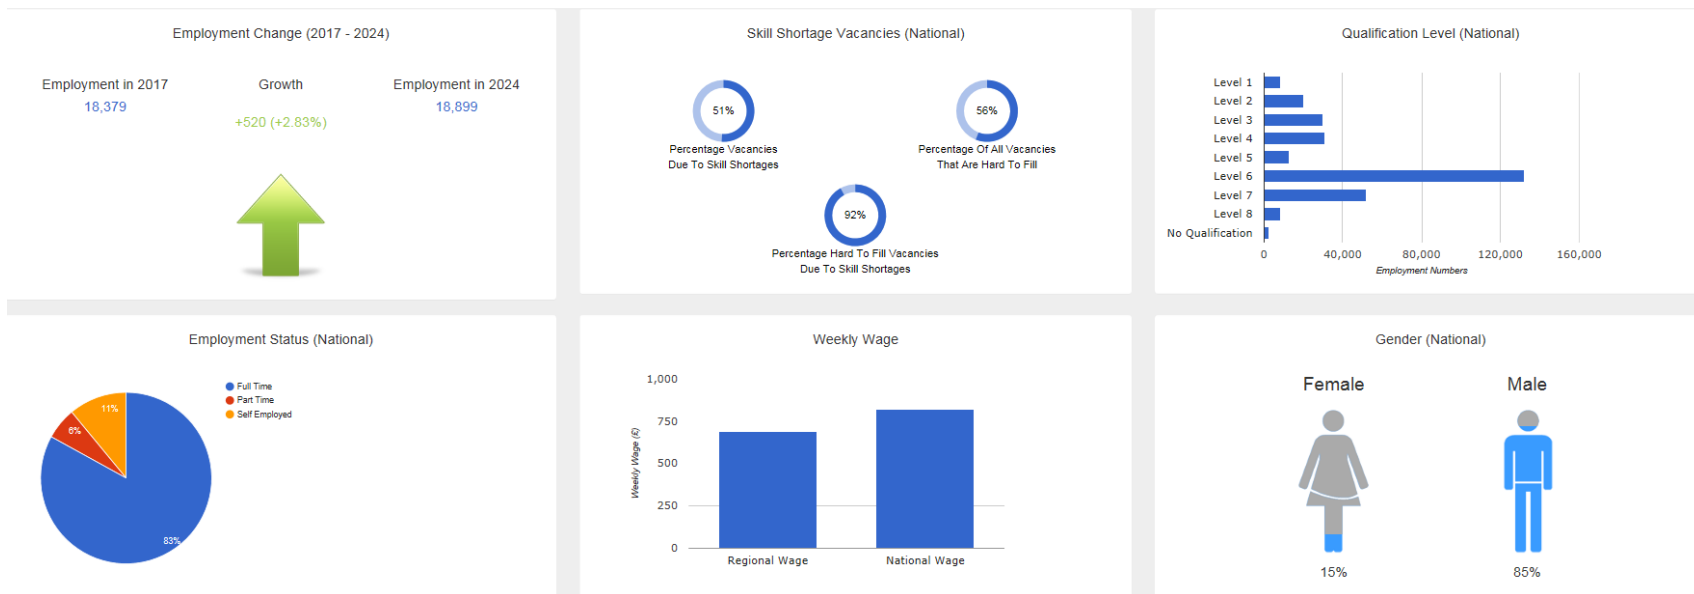 Employment Change (2017 - 2024)
Employment in 2017
18,379
Growth
+520 (+2.83%)
Employment in 2024
18,899
Skill Shortage Vacancies (National)
51%
Percentage Vacancies
Due To Skill Shortages
56%
Percentage Of All Vacancies
That Are Hard To Fill
92%
Percentage Hard To Fill Vacancies
Due To Skill Shortages
Qualification Level (National)
Level 1
Level 2
Level 3
Level 4
Level 5
Level 6
Level 7
Level 8
No Qualification
0 40,000 80,000 120,000 160,000
Employment Numbers
Employment Status (National)
Full Time
Part Time
Self Employed
11%
6%
83%
Weekly Wage
1,000
750
500
250
0
Weekly Wage (£)
Regional Wage National Wage
Gender (National)
Female Male
15% 85%